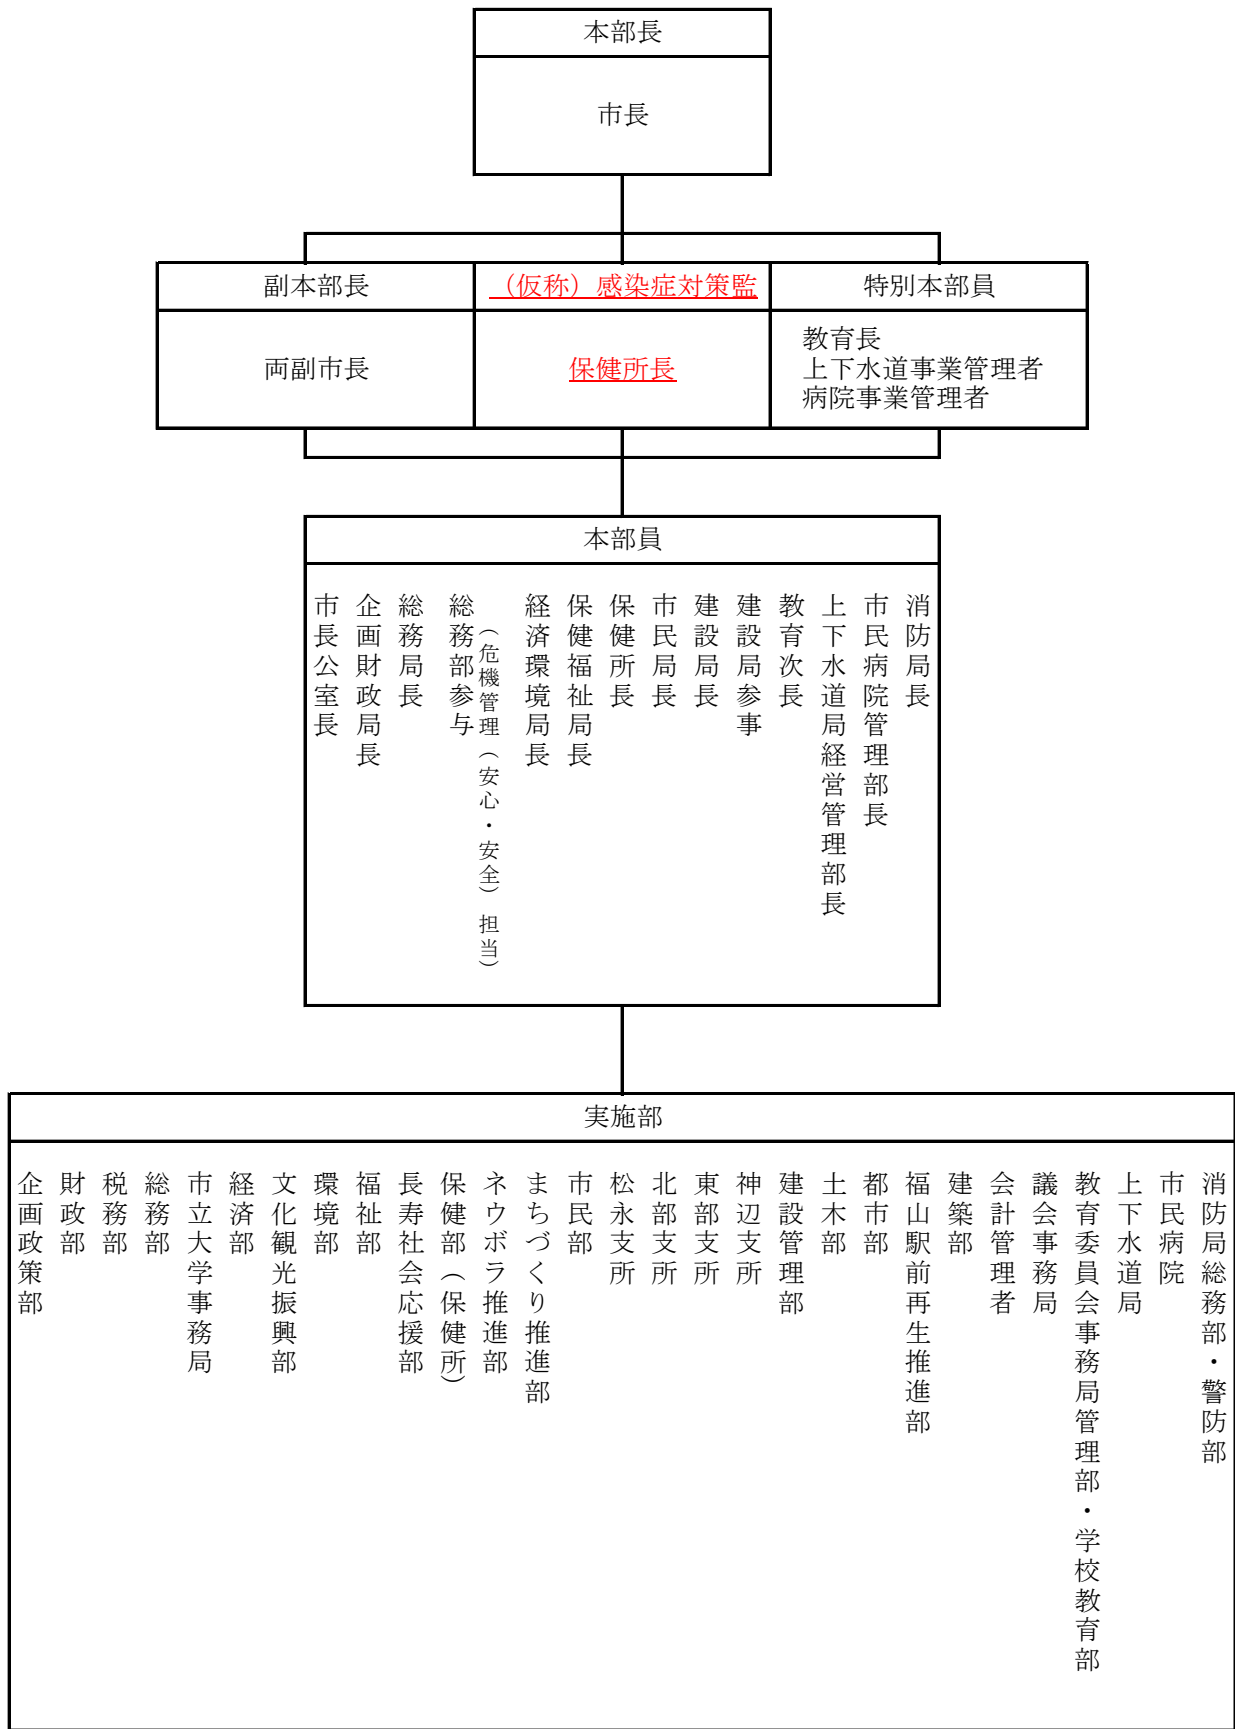 本部長
市長
副本部長
両副市長
（仮称）感染症対策監
保健所長
特別本部員
教育長
上下水道事業管理者
病院事業管理者
本部員
市長公室長
企画財政局長
総務局長
総務部参与
（危機管理（安心・安全）担当）
経済環境局長
保健福祉局長
保健所長
市民局長
建設局長
建設局参事
教育次長
上下水道局経営管理部長
市民病院管理部長
消防局長
実施部
企画政策部
財政部
税務部
総務部
市立大学事務局
経済部
文化観光振興部
環境部
福祉部
長寿社会応援部
保健部（保健所）
ネウボラ推進部
まちづくり推進部
市民部
松永支所
北部支所
東部支所
神辺支所
建設管理部
土木部
都市部
福山駅前再生推進部
建築部
会計管理者
議会事務局
教育委員会事務局管理部・学校教育部
上下水道局
市民病院
消防局総務部・警防部